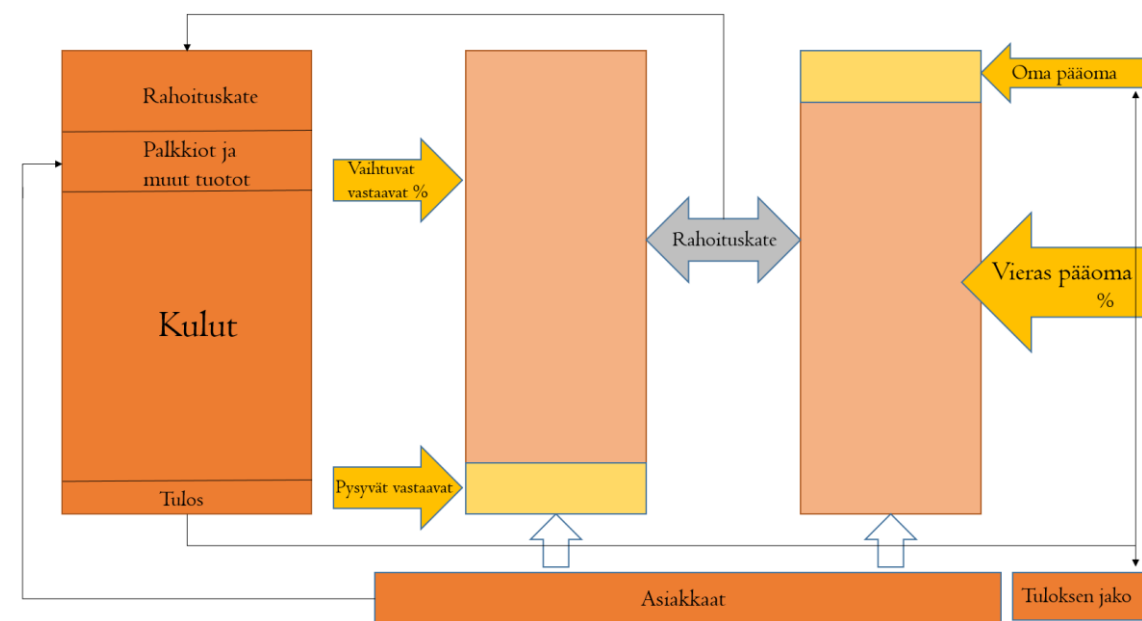 Rahoituskate
Palkkiot ja
muut tuotot
Kulut
Tulos
Vaihtuvat
vastaavat %
Pysyvät vastaavat
Rahoituskate
Oma pääoma
Vieras pääoma
%
Asiakkaat
Tuloksen jako